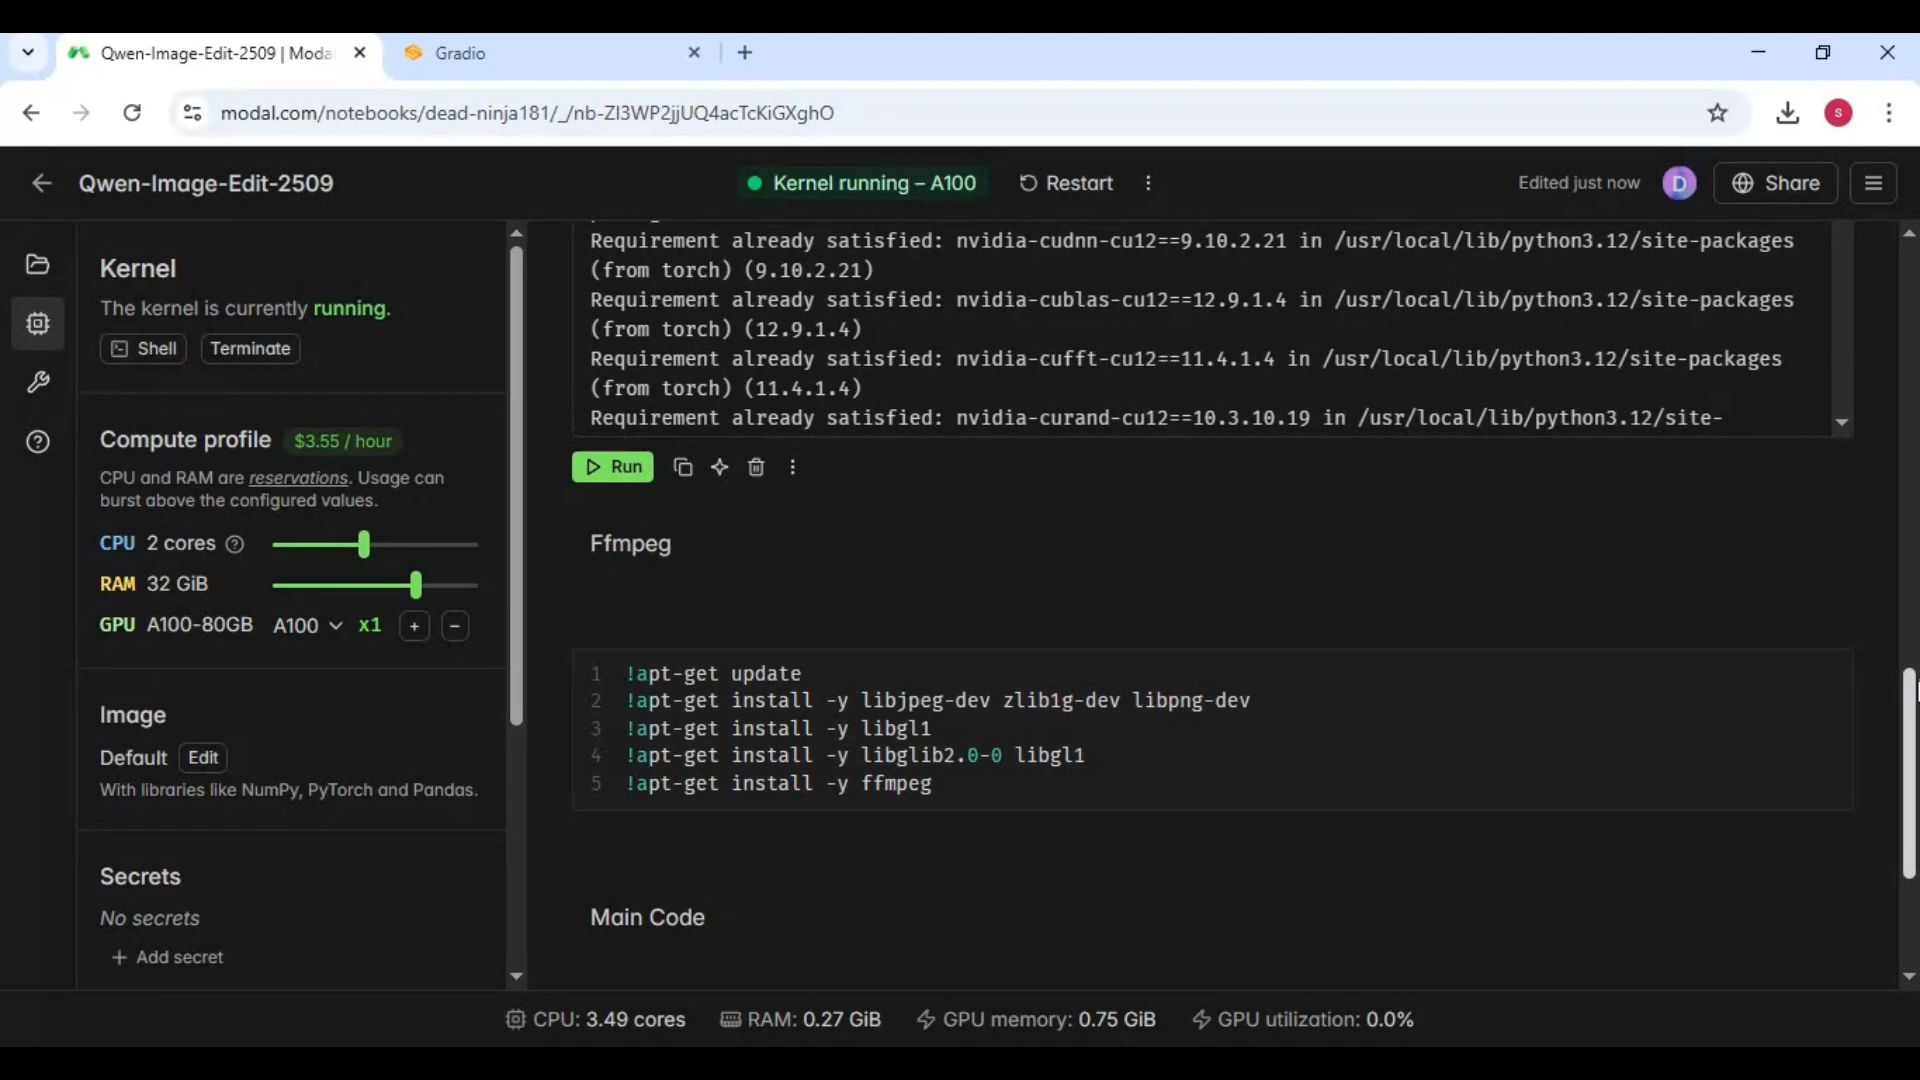 Qwen-Image-Edit-2509 | Moda
Gradio
modal.com/notebooks/dead-ninja181/_/nb-ZI3WP2jjUQ4acTcKiGXghO
s
Qwen-Image-Edit-2509
Kernel running – A100
Restart
Edited just now
D
Share
Kernel
The kernel is currently running.
Shell
Terminate
Compute profile $3.55 / hour
CPU and RAM are reservations. Usage can
burst above the configured values.
CPU 2 cores
RAM 32 GiB
GPU A100-80GB A100 x1 + −
Image
Default Edit
With libraries like NumPy, PyTorch and Pandas.
Secrets
No secrets
+ Add secret
Requirement already satisfied: nvidia-cudnn-cu12==9.10.2.21 in /usr/local/lib/python3.12/site-packages
(from torch) (9.10.2.21)
Requirement already satisfied: nvidia-cublas-cu12==12.9.1.4 in /usr/local/lib/python3.12/site-packages
(from torch) (12.9.1.4)
Requirement already satisfied: nvidia-cufft-cu12==11.4.1.4 in /usr/local/lib/python3.12/site-packages
(from torch) (11.4.1.4)
Requirement already satisfied: nvidia-curand-cu12==10.3.10.19 in /usr/local/lib/python3.12/site-
Run
Ffmpeg
1 !apt-get update
2 !apt-get install -y libjpeg-dev zlib1g-dev libpng-dev
3 !apt-get install -y libgl1
4 !apt-get install -y libglib2.0-0 libgl1
5 !apt-get install -y ffmpeg
Main Code
CPU: 3.49 cores
RAM: 0.27 GiB
GPU memory: 0.75 GiB
GPU utilization: 0.0%